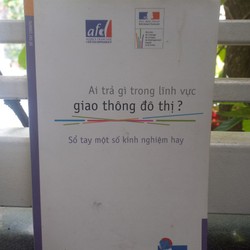 afd
Ai trả gì trong lĩnh vực
giao thông đô thị ?
Sổ tay một số kinh nghiệm hay